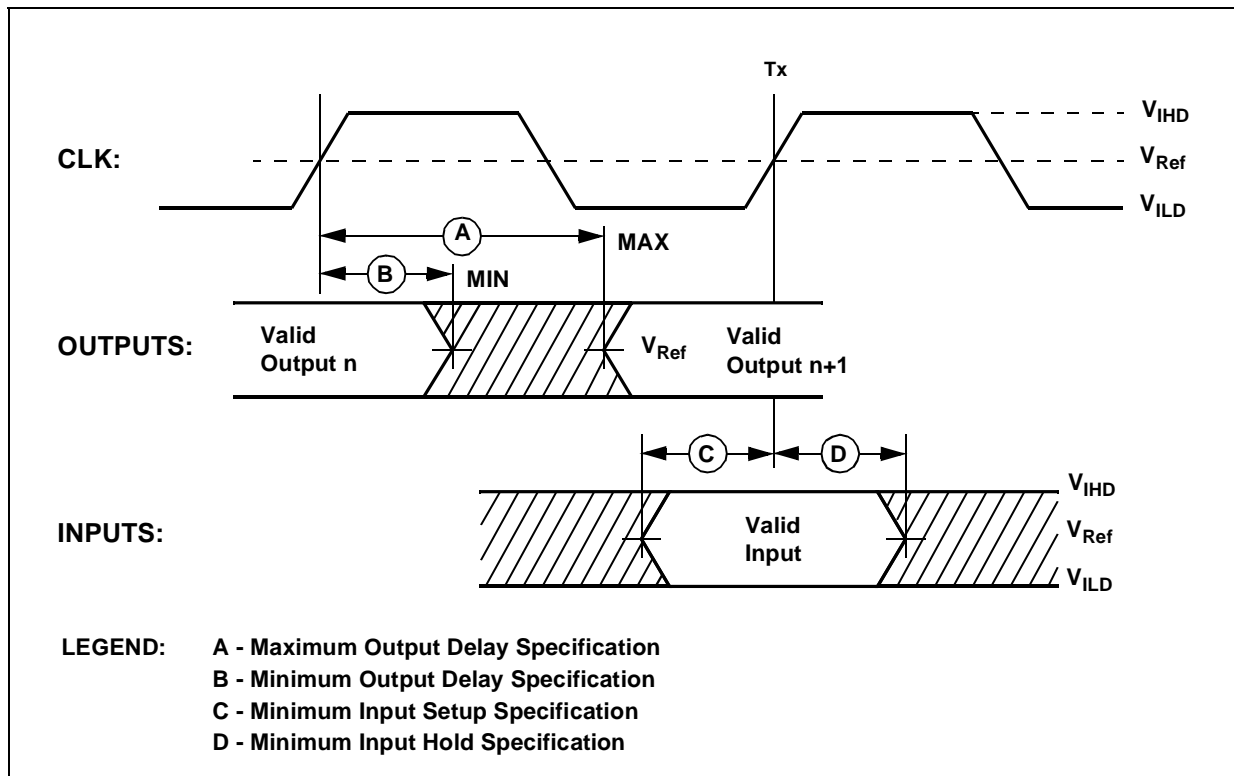 Tx
VIHD
CLK:
VRef
VILD
A
MAX
B
MIN
OUTPUTS:
Valid
Output n
VRef
Valid
Output n+1
C
D
VIHD
INPUTS:
Valid
Input
VRef
VILD
LEGEND:
A - Maximum Output Delay Specification
B - Minimum Output Delay Specification
C - Minimum Input Setup Specification
D - Minimum Input Hold Specification